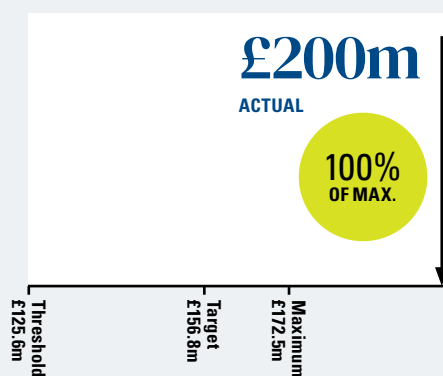 £200m
ACTUAL
100%
OF MAX.
Threshold
£125.6m
Target
£156.8m
Maximum
£172.5m